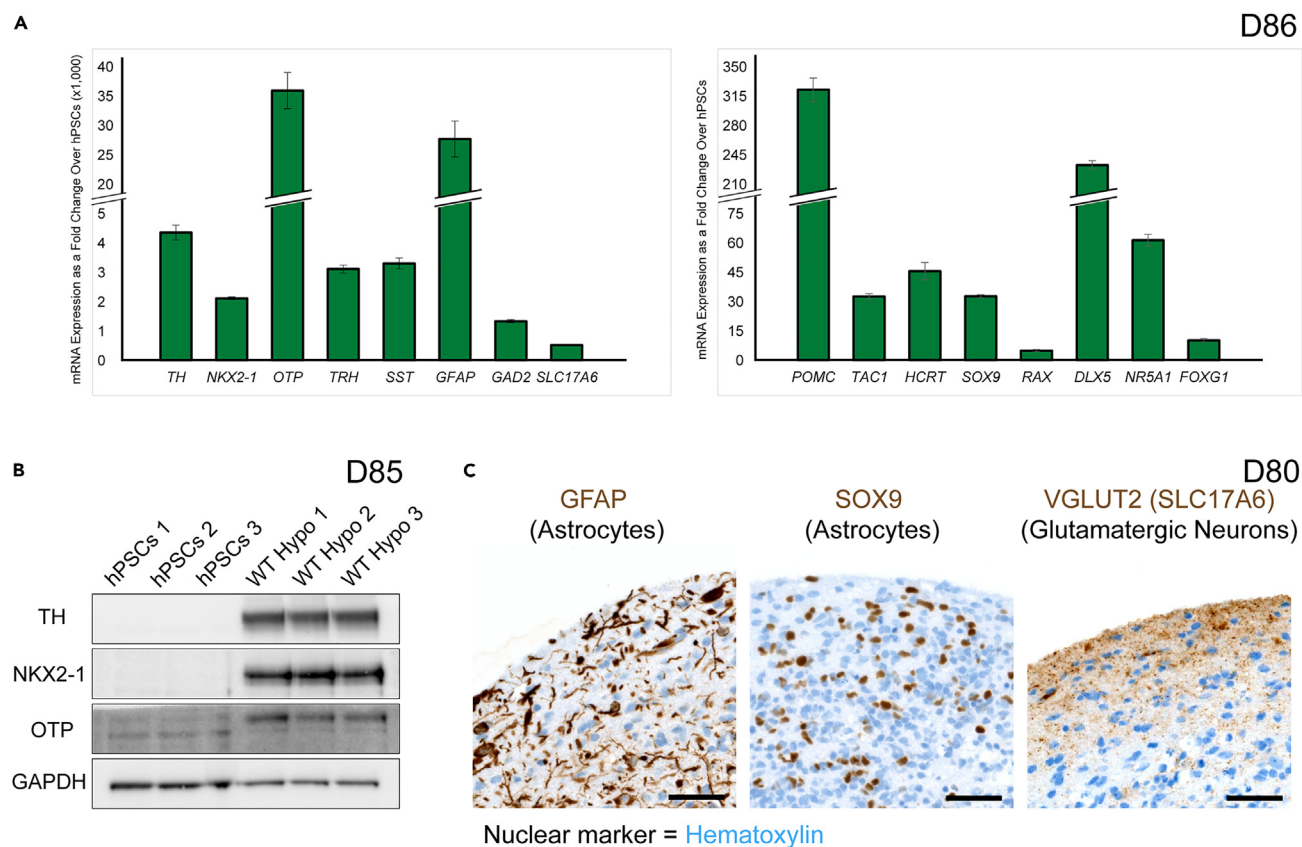 A
D86
mRNA Expression as a Fold Change Over hPSCs (x1,000)
40
35
30
25
20
5
4
3
2
1
0
TH NKX2-1 OTP TRH SST GFAP GAD2 SLC17A6
mRNA Expression as a Fold Change Over hPSCs
350
315
280
245
210
75
60
45
30
15
0
POMC TAC1 HCRT SOX9 RAX DLX5 NR5A1 FOXG1
B
D85
hPSCs 1
hPSCs 2
hPSCs 3
WT Hypo 1
WT Hypo 2
WT Hypo 3
TH
NKX2-1
OTP
GAPDH
C
D80
GFAP
(Astrocytes)
SOX9
(Astrocytes)
VGLUT2 (SLC17A6)
(Glutamatergic Neurons)
Nuclear marker = Hematoxylin